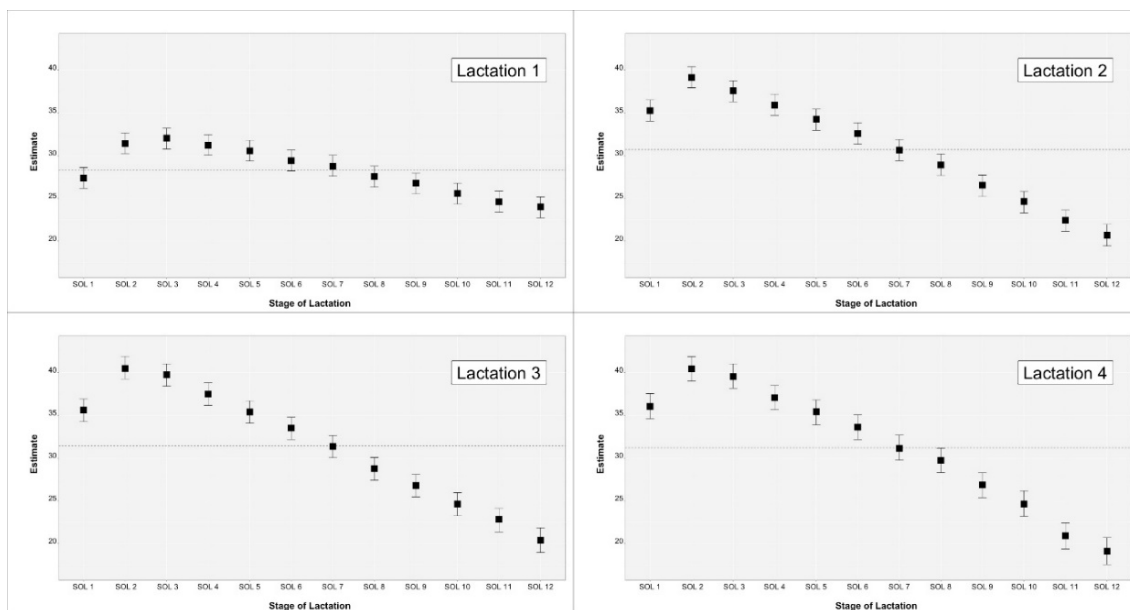 Lactation 1
40
35
30
25
20
Estimate
SOL 1 SOL 2 SOL 3 SOL 4 SOL 5 SOL 6 SOL 7 SOL 8 SOL 9 SOL 10 SOL 11 SOL 12
Stage of Lactation
Lactation 2
40
35
30
25
20
Estimate
SOL 1 SOL 2 SOL 3 SOL 4 SOL 5 SOL 6 SOL 7 SOL 8 SOL 9 SOL 10 SOL 11 SOL 12
Stage of Lactation
Lactation 3
40
35
30
25
20
Estimate
SOL 1 SOL 2 SOL 3 SOL 4 SOL 5 SOL 6 SOL 7 SOL 8 SOL 9 SOL 10 SOL 11 SOL 12
Stage of Lactation
Lactation 4
40
35
30
25
20
Estimate
SOL 1 SOL 2 SOL 3 SOL 4 SOL 5 SOL 6 SOL 7 SOL 8 SOL 9 SOL 10 SOL 11 SOL 12
Stage of Lactation